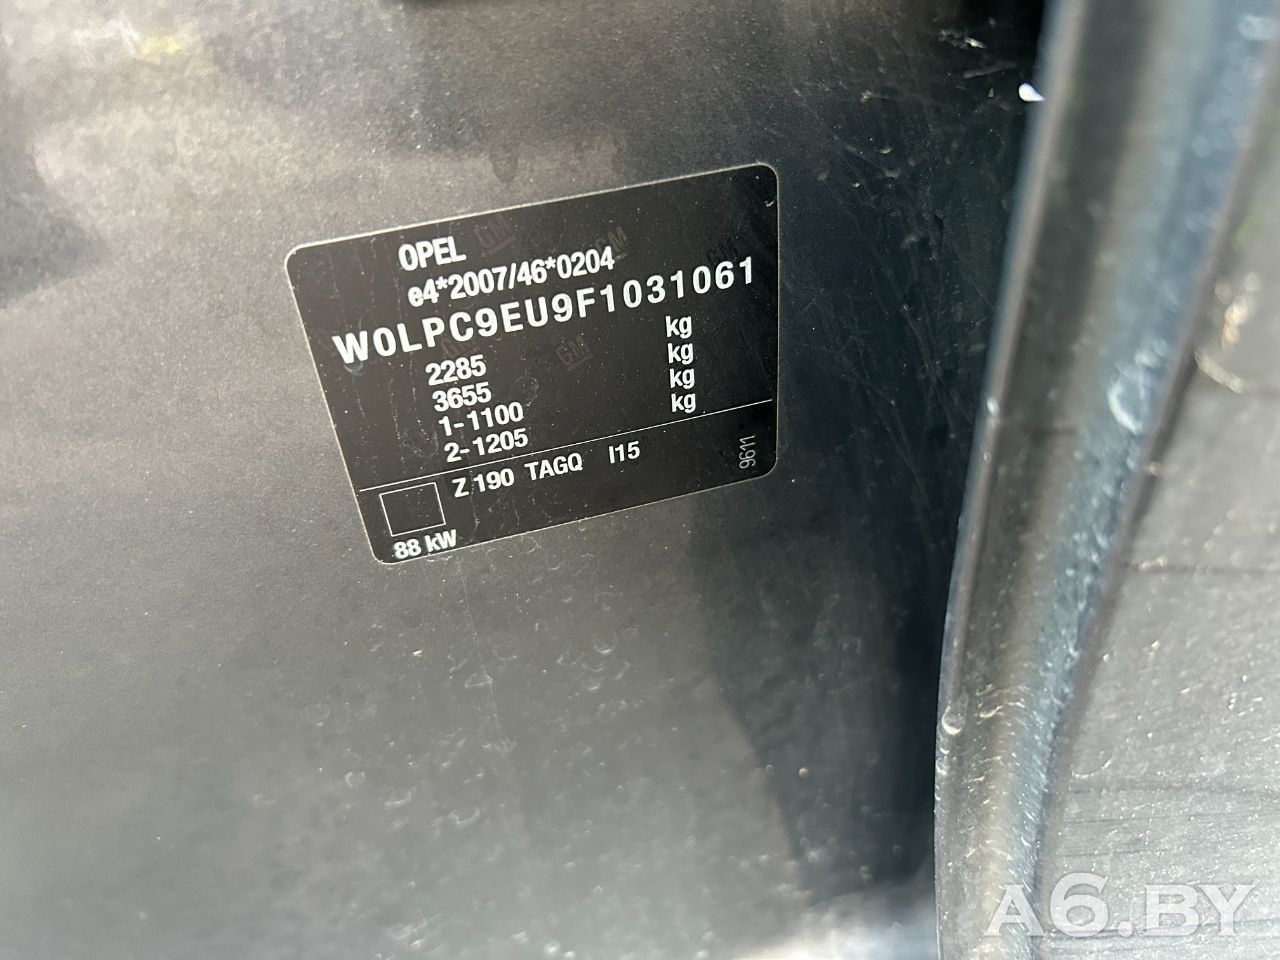 OPEL
e4*2007/46*0204
W0LPC9EU9F1031061
2285 kg
3655 kg
1-1100 kg
2-1205 kg
Z 190 TAGQ I15
9611
88 kW
A6.BY